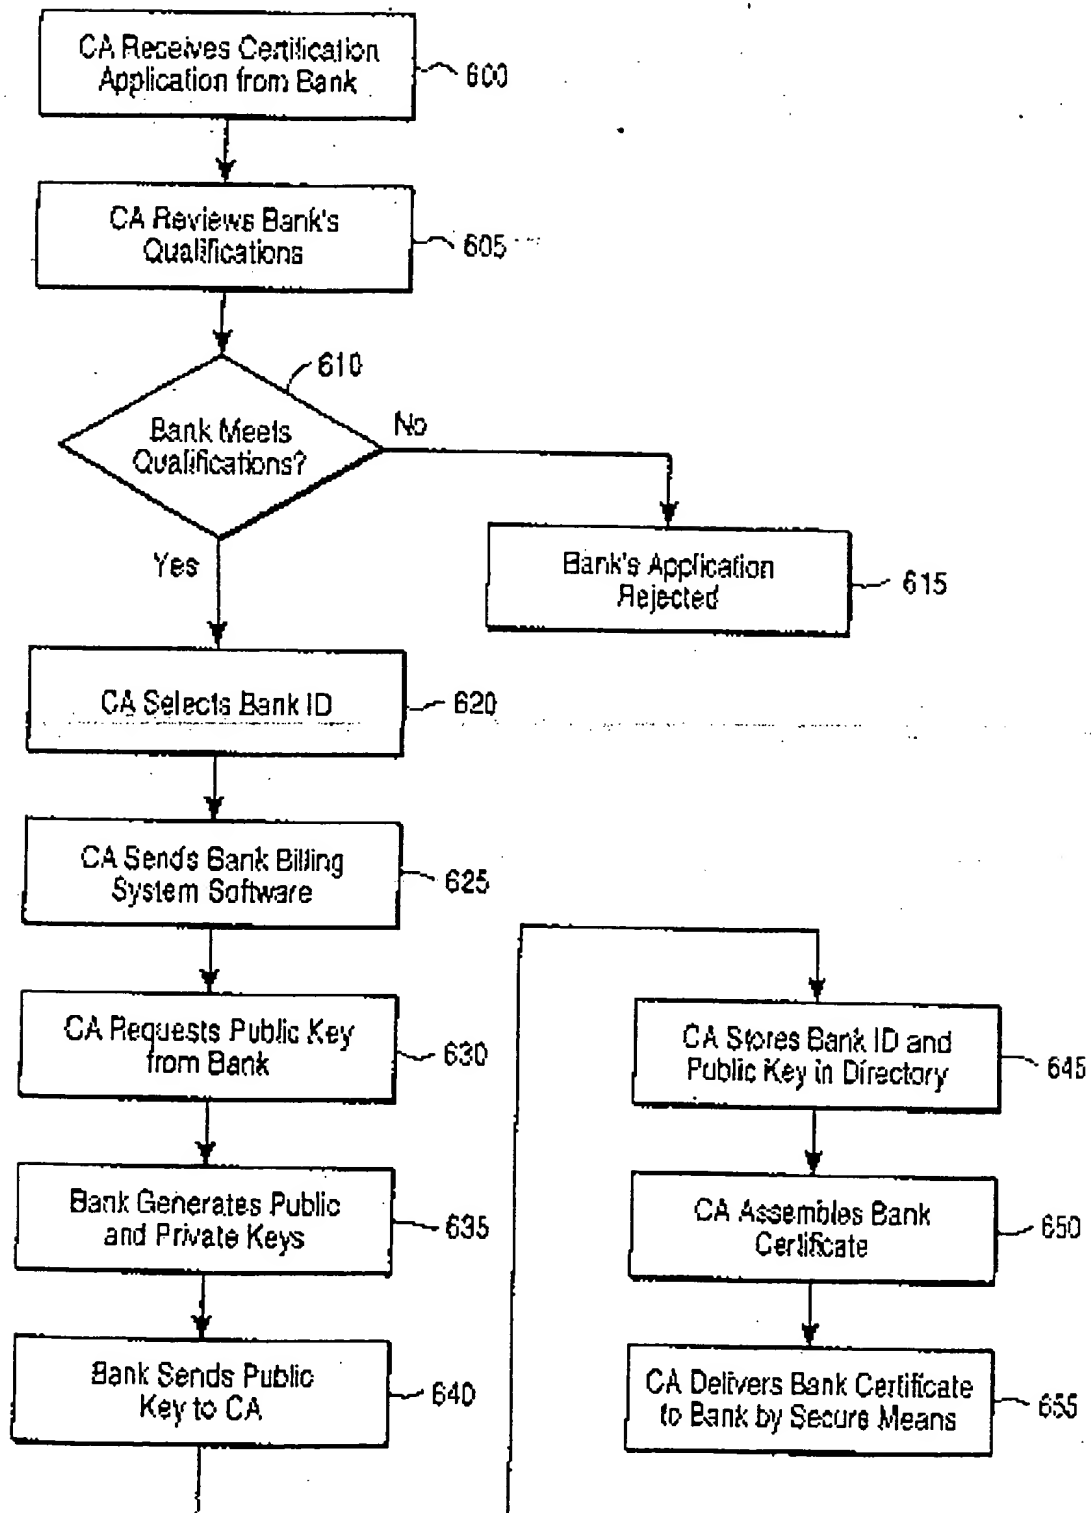 CA Receives Certification
Application from Bank
600
CA Reviews Bank's
Qualifications
605
610
Bank Meets
Qualifications?
No
Yes
Bank's Application
Rejected
615
CA Selects Bank ID
620
CA Sends Bank Billing
System Software
625
CA Requests Public Key
from Bank
630
Bank Generates Public
and Private Keys
635
Bank Sends Public
Key to CA
640
CA Stores Bank ID and
Public Key in Directory
645
CA Assembles Bank
Certificate
650
CA Delivers Bank Certificate
to Bank by Secure Means
655